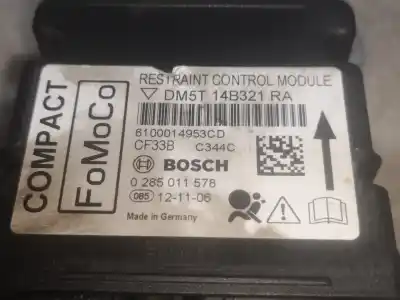 COMPACT
FoMoCo
RESTRAINT CONTROL MODULE
DM5T 14B321 RA
6100014953CD
CF33B C344C
BOSCH
0 285 011 578
085 12-11-06
Made in Germany